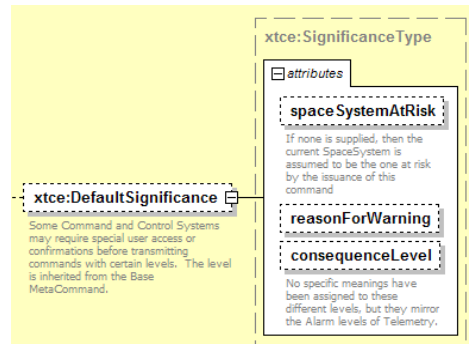 xtce:SignificanceType
attributes
spaceSystemAtRisk
If none is supplied, then the
current SpaceSystem is
assumed to be the one at risk
by the issuance of this
command
xtce:DefaultSignificance
Some Command and Control Systems
may require special user access or
confirmations before transmitting
commands with certain levels. The level
is inherited from the Base
MetaCommand.
reasonForWarning
consequenceLevel
No specific meanings have
been assigned to these
different levels, but they mirror
the Alarm levels of Telemetry.